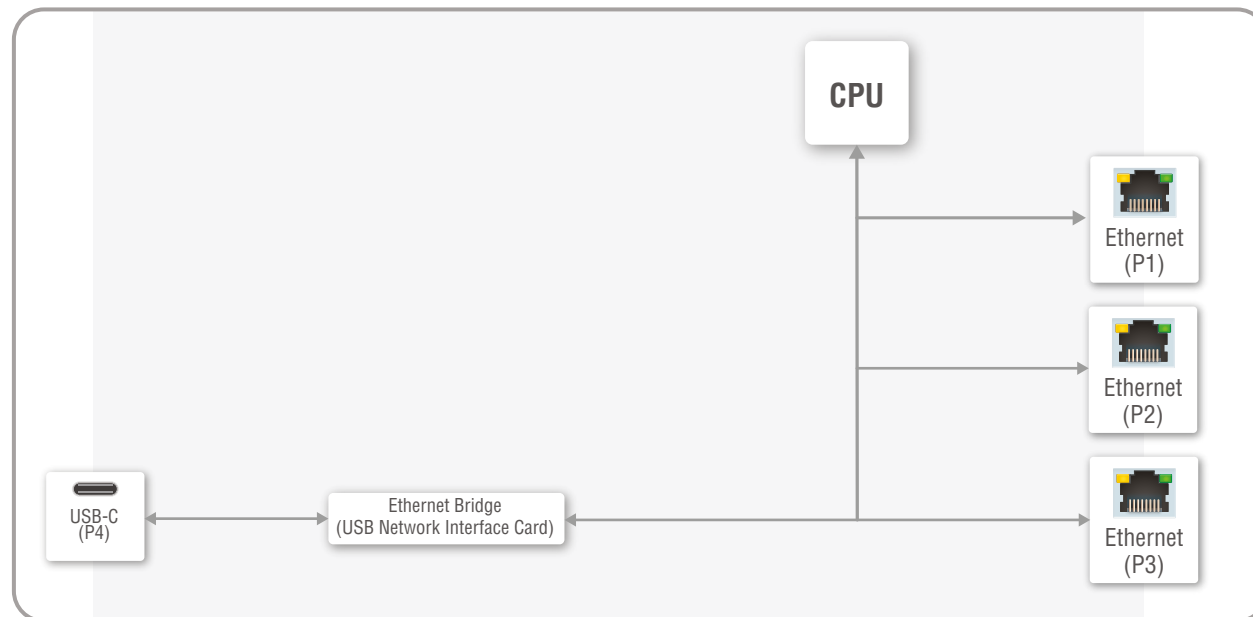 CPU
Ethernet
(P1)
Ethernet
(P2)
USB-C
(P4)
Ethernet Bridge
(USB Network Interface Card)
Ethernet
(P3)